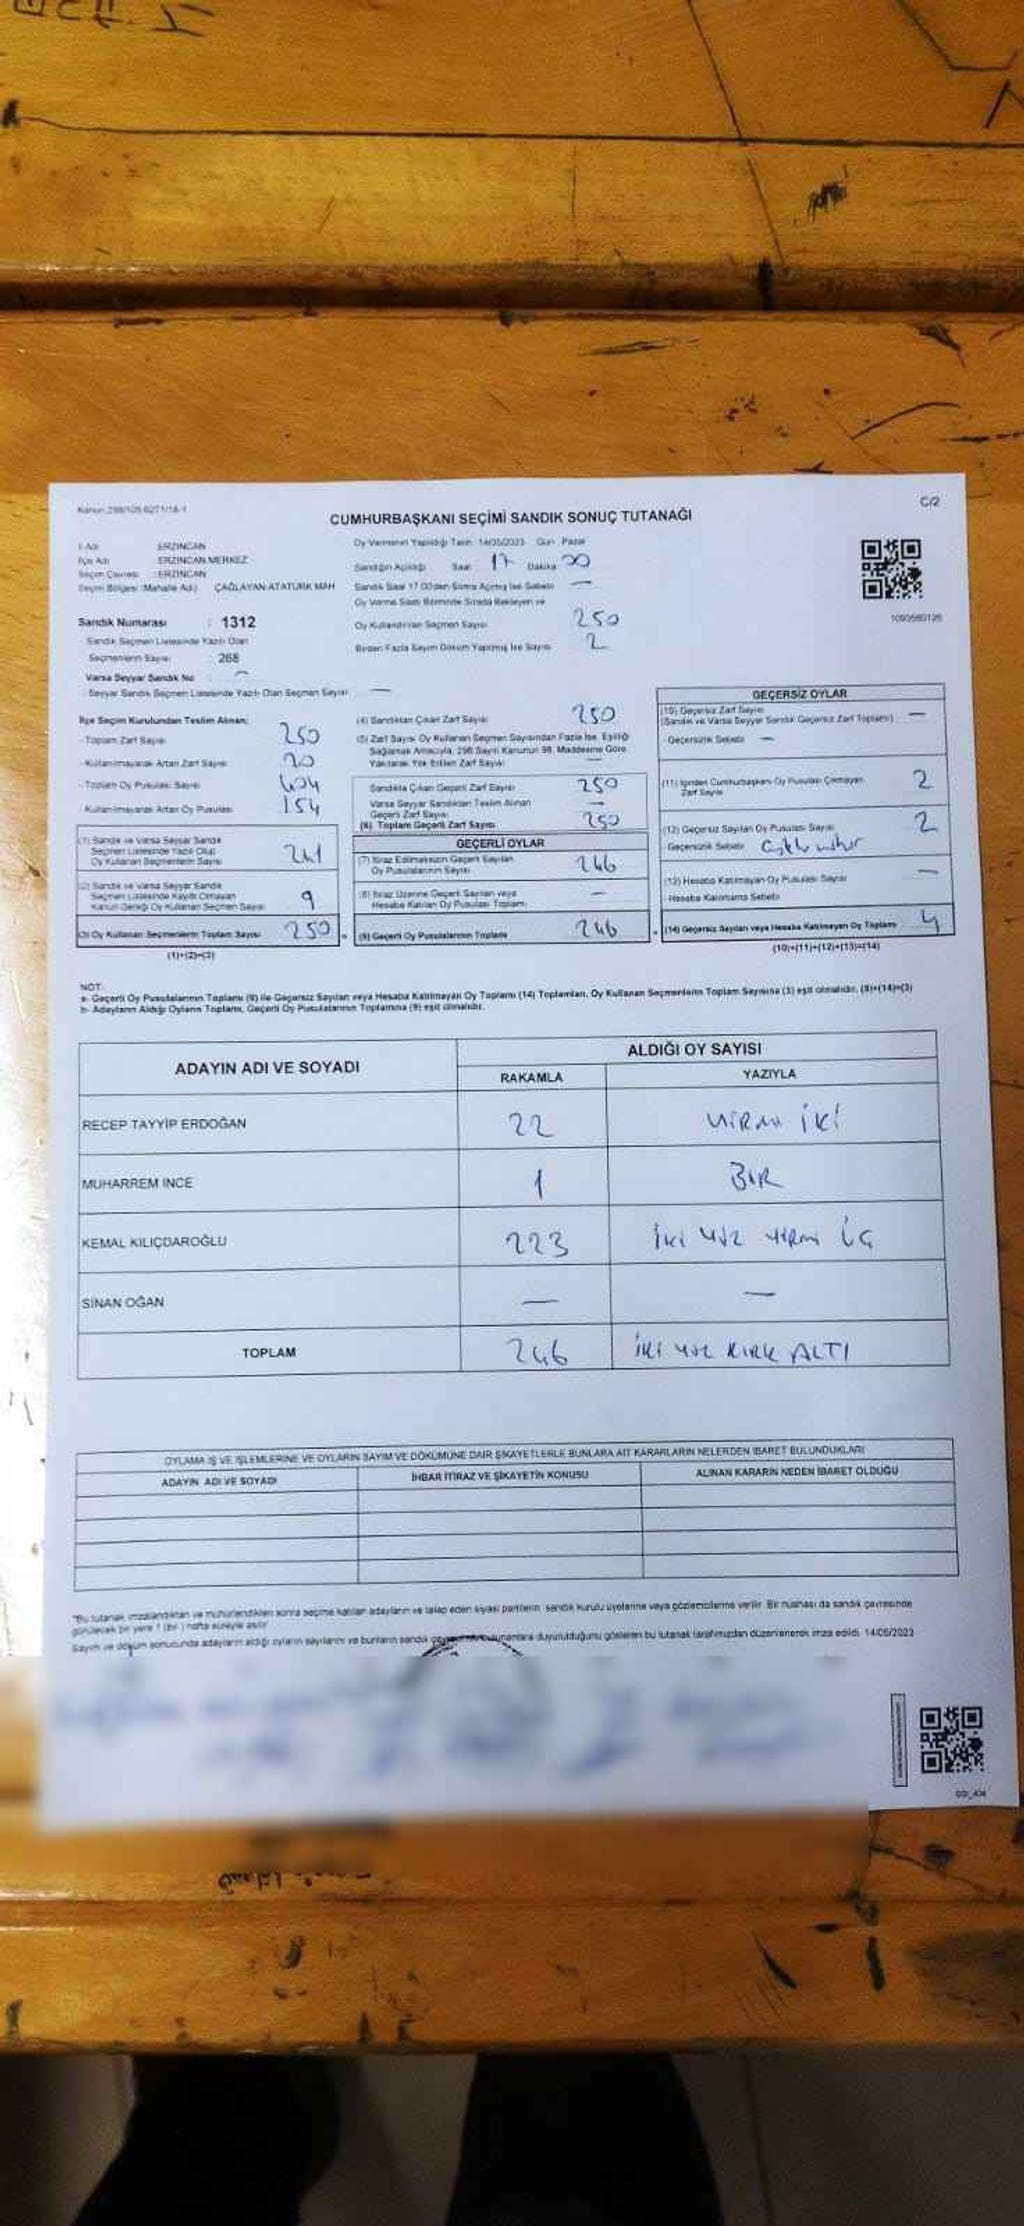 Kanun:298/105,6271/18-1
C/2
CUMHURBAŞKANI SEÇİMİ SANDIK SONUÇ TUTANAĞI
İl Adı ERZİNCAN
İlçe Adı ERZİNCAN MERKEZ
Seçim Çevresi : ERZİNCAN
Seçim Bölgesi (Mahalle Adı) ÇAĞLAYAN/ATATÜRK MAH
Sandık Numarası : 1312
Sandık Seçmen Listesinde Yazılı Olan
Seçmenlerin Sayısı 268
Varsa Seyyar Sandık No —
Seyyar Sandık Seçmen Listesinde Yazılı Olan Seçmen Sayısı —
Oy Vermenin Yapıldığı Tarih: 14/05/2023 Gün: Pazar
Sandığın Açıldığı Saat 17 Dakika
Sandık Saat 17.00'den Sonra Açılmış İse Sebebi —
Oy Verme Saati Bitiminde Sırada Bekleyen ve
Oy Kullandırılan Seçmen Sayısı 250
Birden Fazla Sayım Döküm Yapılmış İse Sayısı 2
İlçe Seçim Kurulundan Teslim Alınan:
- Toplam Zarf Sayısı 250
- Kullanılmayarak Artan Zarf Sayısı 20
- Toplam Oy Pusulası Sayısı 404
- Kullanılmayarak Artan Oy Pusulası 154
(1) Sandık ve Varsa Seyyar Sandık
Seçmen Listesinde Yazılı Olup
Oy Kullanan Seçmenlerin Sayısı 241
(2) Sandık ve Varsa Seyyar Sandık
Seçmen Listesinde Kayıtlı Olmayan
Kanun Gereği Oy Kullanan Seçmen Sayısı 9
(3) Oy Kullanan Seçmenlerin Toplam Sayısı 250
(1)+(2)=(3)
(4) Sandıktan Çıkan Zarf Sayısı 250
(5) Zarf Sayısı Oy Kullanan Seçmen Sayısından Fazla İse, Eşitliği
Sağlamak Amacıyla, 298 Sayılı Kanunun 98. Maddesine Göre
Yakılarak Yok Edilen Zarf Sayısı —
Sandıkta Çıkan Geçerli Zarf Sayısı 250
Varsa Seyyar Sandıktan Teslim Alınan
Geçerli Zarf Sayısı —
(6) Toplam Geçerli Zarf Sayısı 250
GEÇERLİ OYLAR
(7) İtiraz Edilmeksizin Geçerli Sayılan
Oy Pusulalarının Sayısı 246
(8) İtiraz Üzerine Geçerli Sayılan veya
Hesaba Katılan Oy Pusulası Toplamı —
(9) Geçerli Oy Pusulalarının Toplamı 246
GEÇERSİZ OYLAR
(10) Geçersiz Zarf Sayısı
(Sandık ve Varsa Seyyar Sandık Geçersiz Zarf Toplamı) —
- Geçersizlik Sebebi —
(11) İçinden Cumhurbaşkanı Oy Pusulası Çıkmayan
Zarf Sayısı 2
(12) Geçersiz Sayılan Oy Pusulası Sayısı 2
Geçersizlik Sebebi
(13) Hesaba Katılmayan Oy Pusulası Sayısı —
Hesaba Katılmama Sebebi
(14) Geçersiz Sayılan veya Hesaba Katılmayan Oy Toplamı 4
(10)+(11)+(12)+(13)=(14)
NOT:
a- Geçerli Oy Pusulalarının Toplamı (9) ile Geçersiz Sayılan veya Hesaba Katılmayan Oy Toplamı (14) Toplamları, Oy Kullanan Seçmenlerin Toplam Sayısına (3) eşit olmalıdır. (9)+(14)=(3)
b- Adayların Aldığı Oyların Toplamı, Geçerli Oy Pusulalarının Toplamına (9) eşit olmalıdır.
ADAYIN ADI VE SOYADI ALDIĞI OY SAYISI
RAKAMLA YAZIYLA
RECEP TAYYİP ERDOĞAN 22 YİRMİ İKİ
MUHARREM İNCE 1 BİR
KEMAL KILIÇDAROĞLU 223 İKİ YÜZ YİRMİ ÜÇ
SİNAN OĞAN — —
TOPLAM 246 İKİ YÜZ KIRK ALTI
OYLAMA İŞ VE İŞLEMLERİNE VE OYLARIN SAYIM VE DÖKÜMÜNE DAİR ŞİKAYETLERLE BUNLARA AİT KARARLARIN NELERDEN İBARET BULUNDUKLARI
ADAYIN ADI VE SOYADI İHBAR İTİRAZ VE ŞİKAYETİN KONUSU ALINAN KARARIN NEDEN İBARET OLDUĞU
"Bu tutanak imzalandıktan ve mühürlendikten sonra seçime katılan adayların ve talep eden siyasi partilerin sandık kurulu üyelerine veya gözlemcilerine verilir. Bir nüshası da sandık çevresinde
görülecek bir yere 1 (bir) hafta süreyle asılır
Sayım ve döküm sonucunda adayların aldığı oyların sayılarını ve bunların sandık duyurulduğunu gösteren bu tutanak tarafımızdan düzenlenerek imza edildi. 14/05/2023